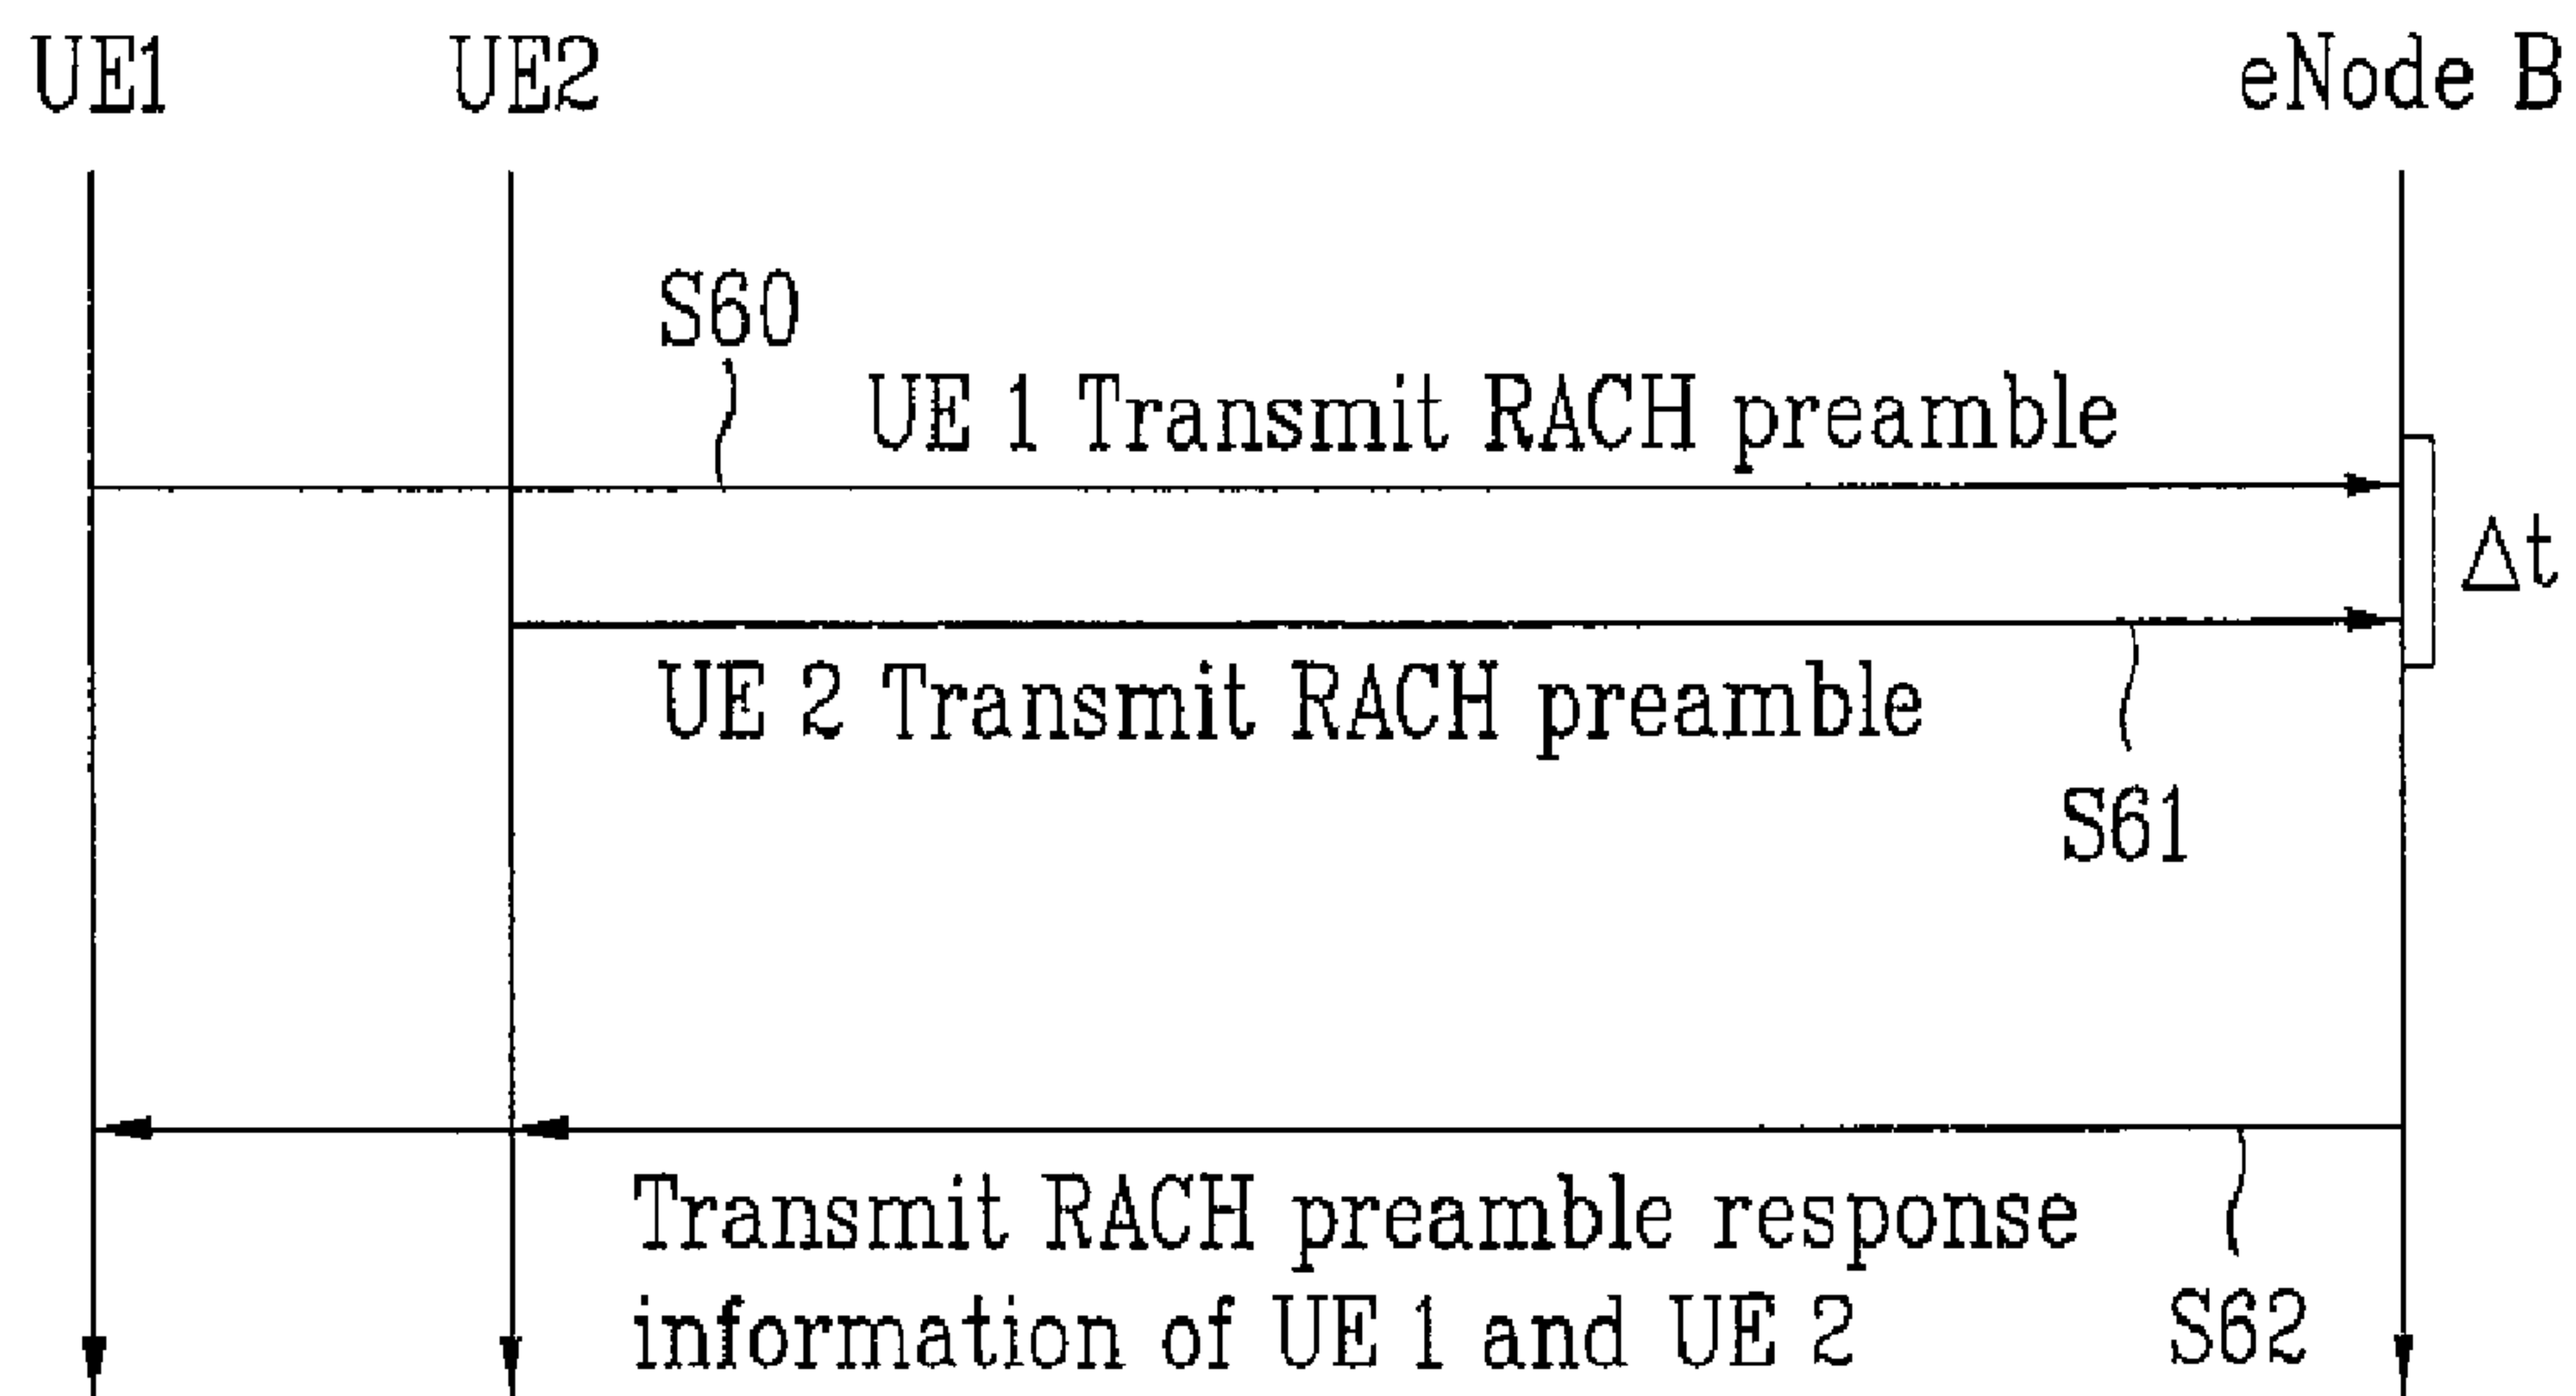 UE1 UE2 eNode B
S60
UE 1 Transmit RACH preamble
Δt
UE 2 Transmit RACH preamble
S61
Transmit RACH preamble response
information of UE 1 and UE 2
S62